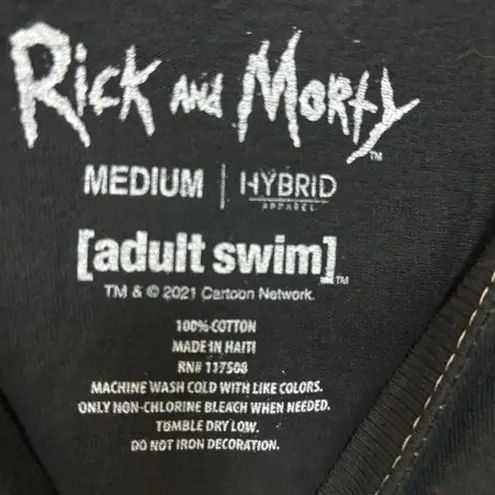 Rick and Morty™
MEDIUM | HYBRID
APPAREL
[adult swim]™
TM & © 2021 Cartoon Network.
100% COTTON
MADE IN HAITI
RN# 117508
MACHINE WASH COLD WITH LIKE COLORS.
ONLY NON-CHLORINE BLEACH WHEN NEEDED.
TUMBLE DRY LOW.
DO NOT IRON DECORATION.